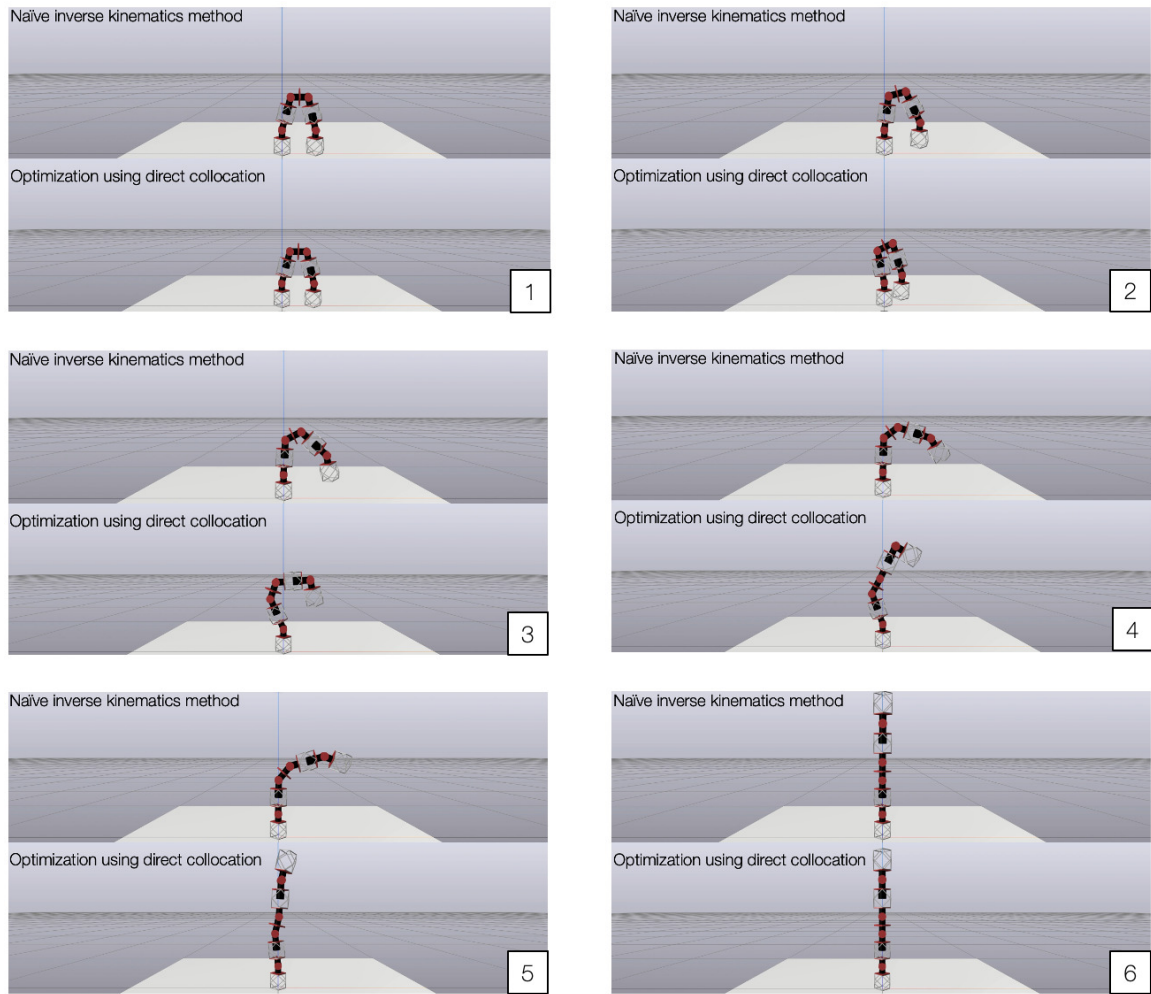 Naïve inverse kinematics method
Optimization using direct collocation
1
Naïve inverse kinematics method
Optimization using direct collocation
2
Naïve inverse kinematics method
Optimization using direct collocation
3
Naïve inverse kinematics method
Optimization using direct collocation
4
Naïve inverse kinematics method
Optimization using direct collocation
5
Naïve inverse kinematics method
Optimization using direct collocation
6